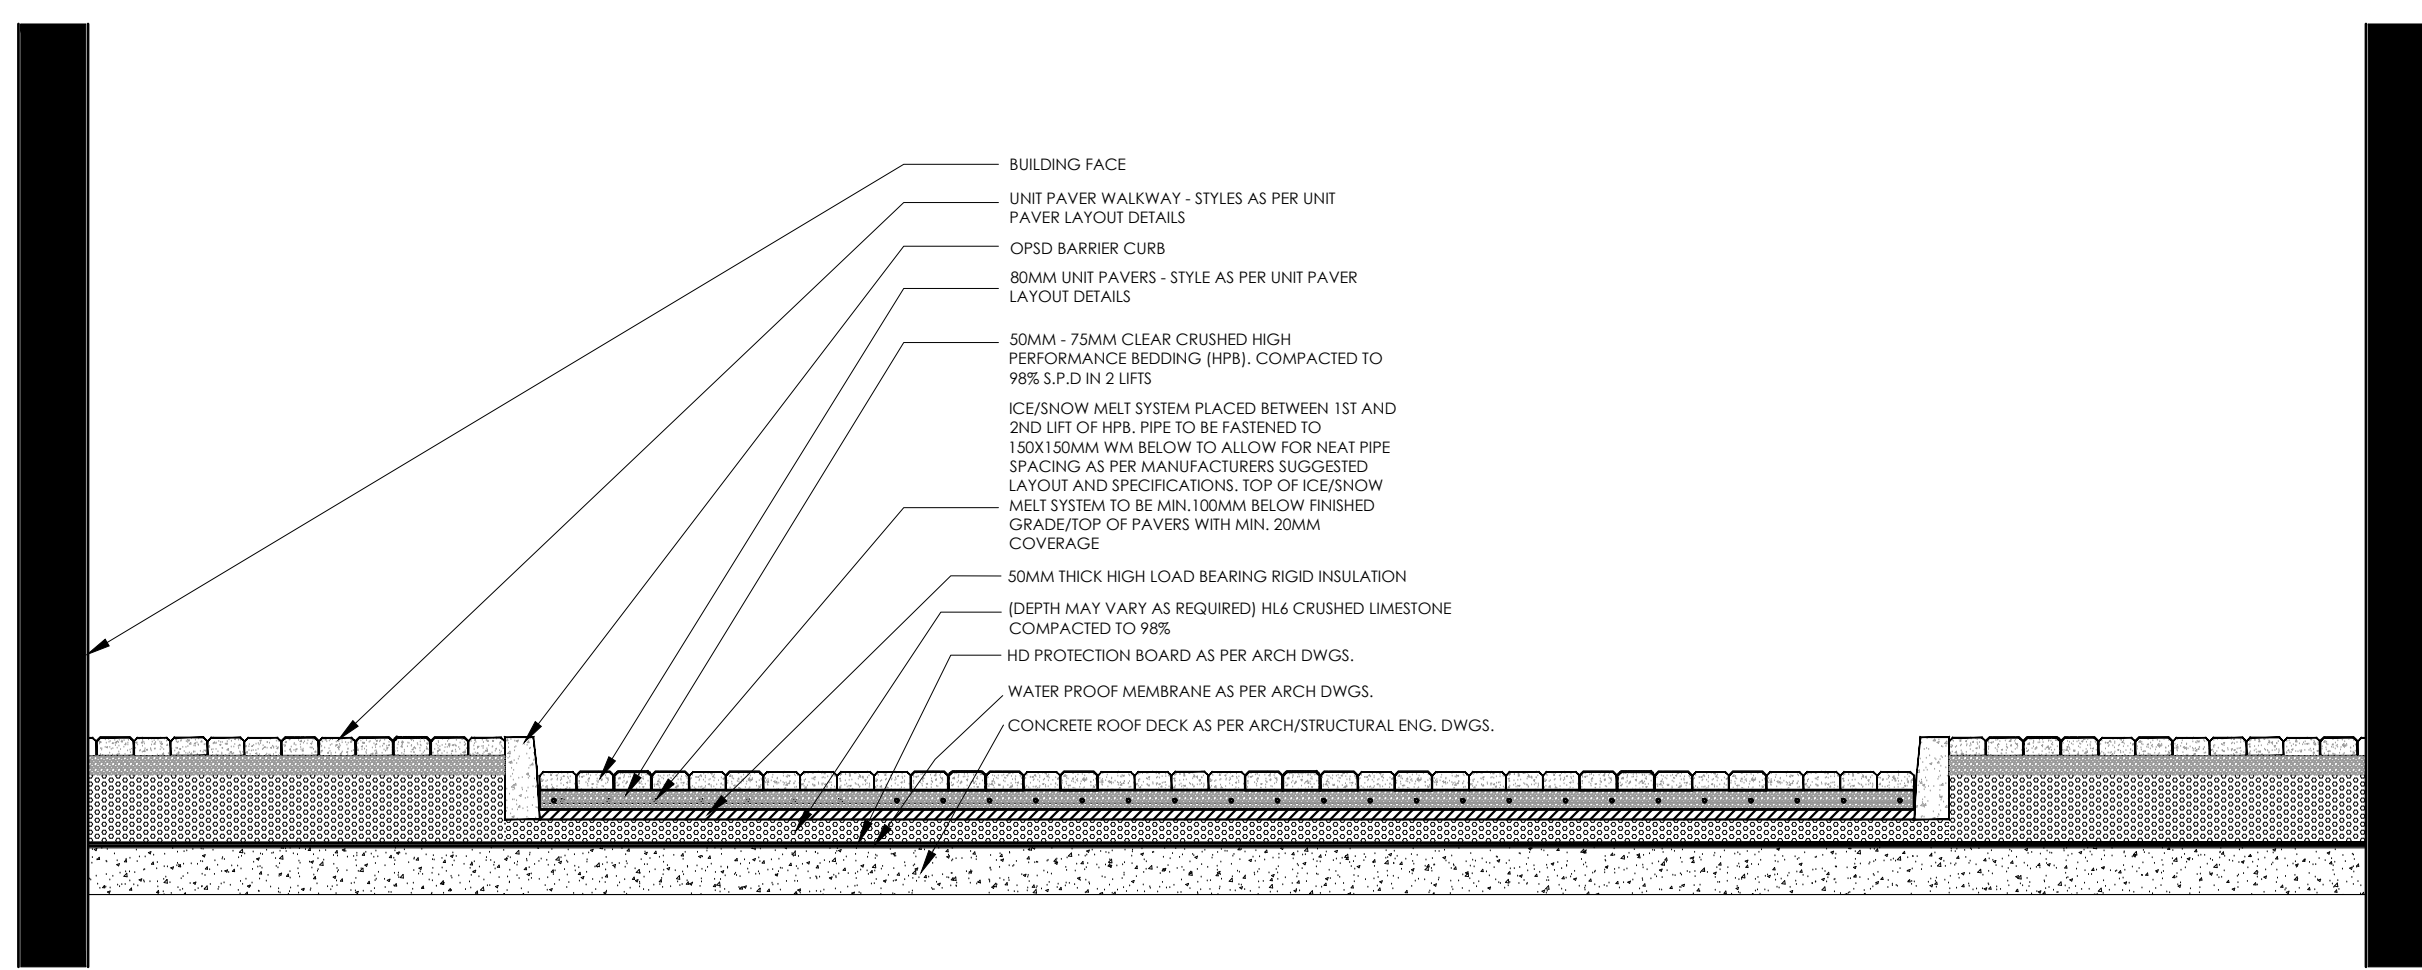 BUILDING FACE
UNIT PAVER WALKWAY - STYLES AS PER UNIT
PAVER LAYOUT DETAILS
OPSD BARRIER CURB
80MM UNIT PAVERS - STYLE AS PER UNIT PAVER
LAYOUT DETAILS
50MM - 75MM CLEAR CRUSHED HIGH
PERFORMANCE BEDDING (HPB). COMPACTED TO
98% S.P.D IN 2 LIFTS
ICE/SNOW MELT SYSTEM PLACED BETWEEN 1ST AND
2ND LIFT OF HPB. PIPE TO BE FASTENED TO
150X150MM WM BELOW TO ALLOW FOR NEAT PIPE
SPACING AS PER MANUFACTURERS SUGGESTED
LAYOUT AND SPECIFICATIONS. TOP OF ICE/SNOW
MELT SYSTEM TO BE MIN.100MM BELOW FINISHED
GRADE/TOP OF PAVERS WITH MIN. 20MM
COVERAGE
50MM THICK HIGH LOAD BEARING RIGID INSULATION
(DEPTH MAY VARY AS REQUIRED) HL6 CRUSHED LIMESTONE
COMPACTED TO 98%
HD PROTECTION BOARD AS PER ARCH DWGS.
WATER PROOF MEMBRANE AS PER ARCH DWGS.
CONCRETE ROOF DECK AS PER ARCH/STRUCTURAL ENG. DWGS.